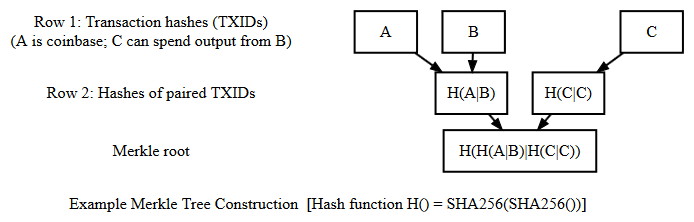 Row 1: Transaction hashes (TXIDs)
(A is coinbase; C can spend output from B)
A
B
C
Row 2: Hashes of paired TXIDs
H(A|B)
H(C|C)
Merkle root
H(H(A|B)|H(C|C))
Example Merkle Tree Construction  [Hash function H() = SHA256(SHA256())]